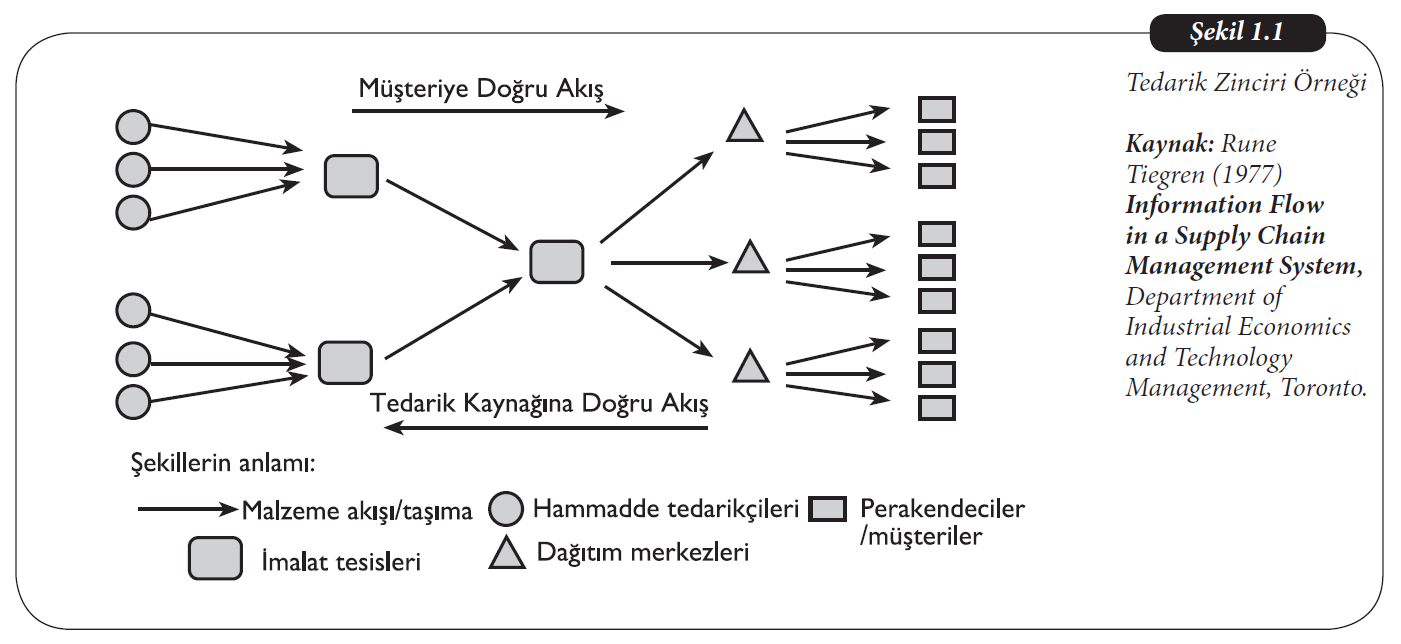 Şekil 1.1
Tedarik Zinciri Örneği
Kaynak: Rune
Tiegren (1977)
Information Flow
in a Supply Chain
Management System,
Department of
Industrial Economics
and Technology
Management, Toronto.
Müşteriye Doğru Akış
Tedarik Kaynağına Doğru Akış
Şekillerin anlamı:
Malzeme akışı/taşıma
Hammadde tedarikçileri
Perakendeciler
/müşteriler
İmalat tesisleri
Dağıtım merkezleri